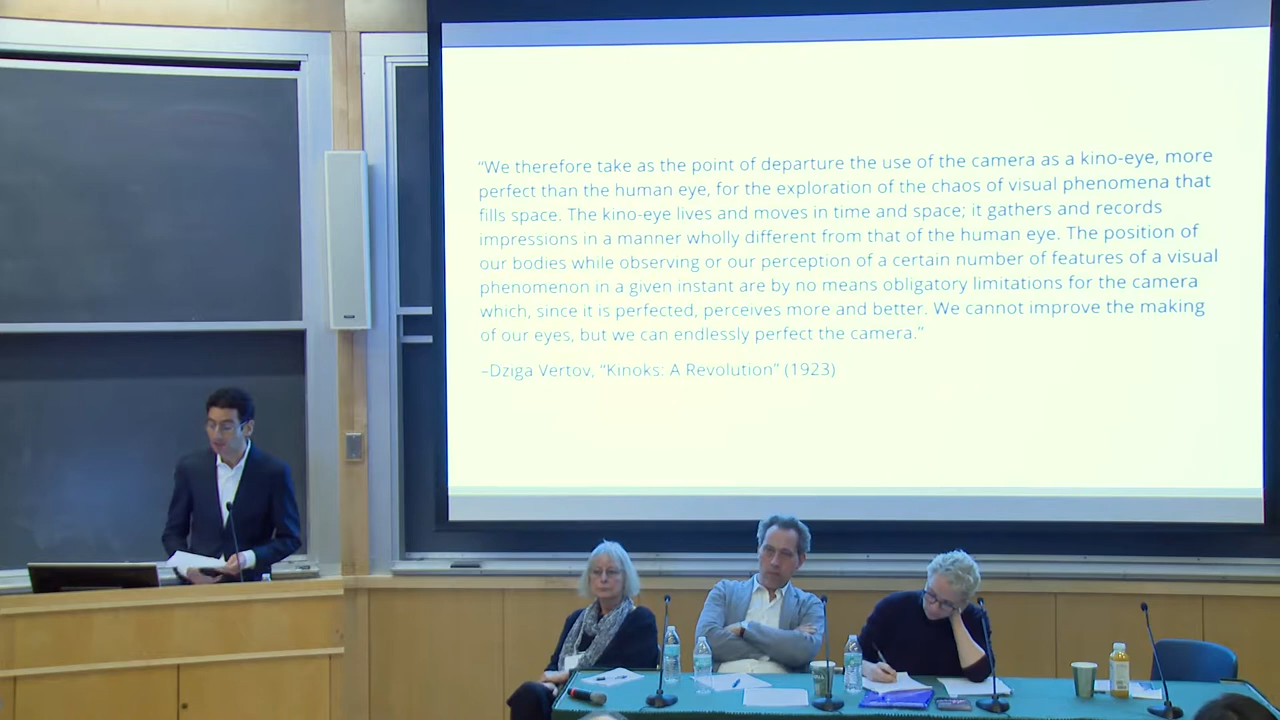 “We therefore take as the point of departure the use of the camera as a kino-eye, more
perfect than the human eye, for the exploration of the chaos of visual phenomena that
fills space. The kino-eye lives and moves in time and space; it gathers and records
impressions in a manner wholly different from that of the human eye. The position of
our bodies while observing or our perception of a certain number of features of a visual
phenomenon in a given instant are by no means obligatory limitations for the camera
which, since it is perfected, perceives more and better. We cannot improve the making
of our eyes, but we can endlessly perfect the camera.”
–Dziga Vertov, “Kinoks: A Revolution” (1923)